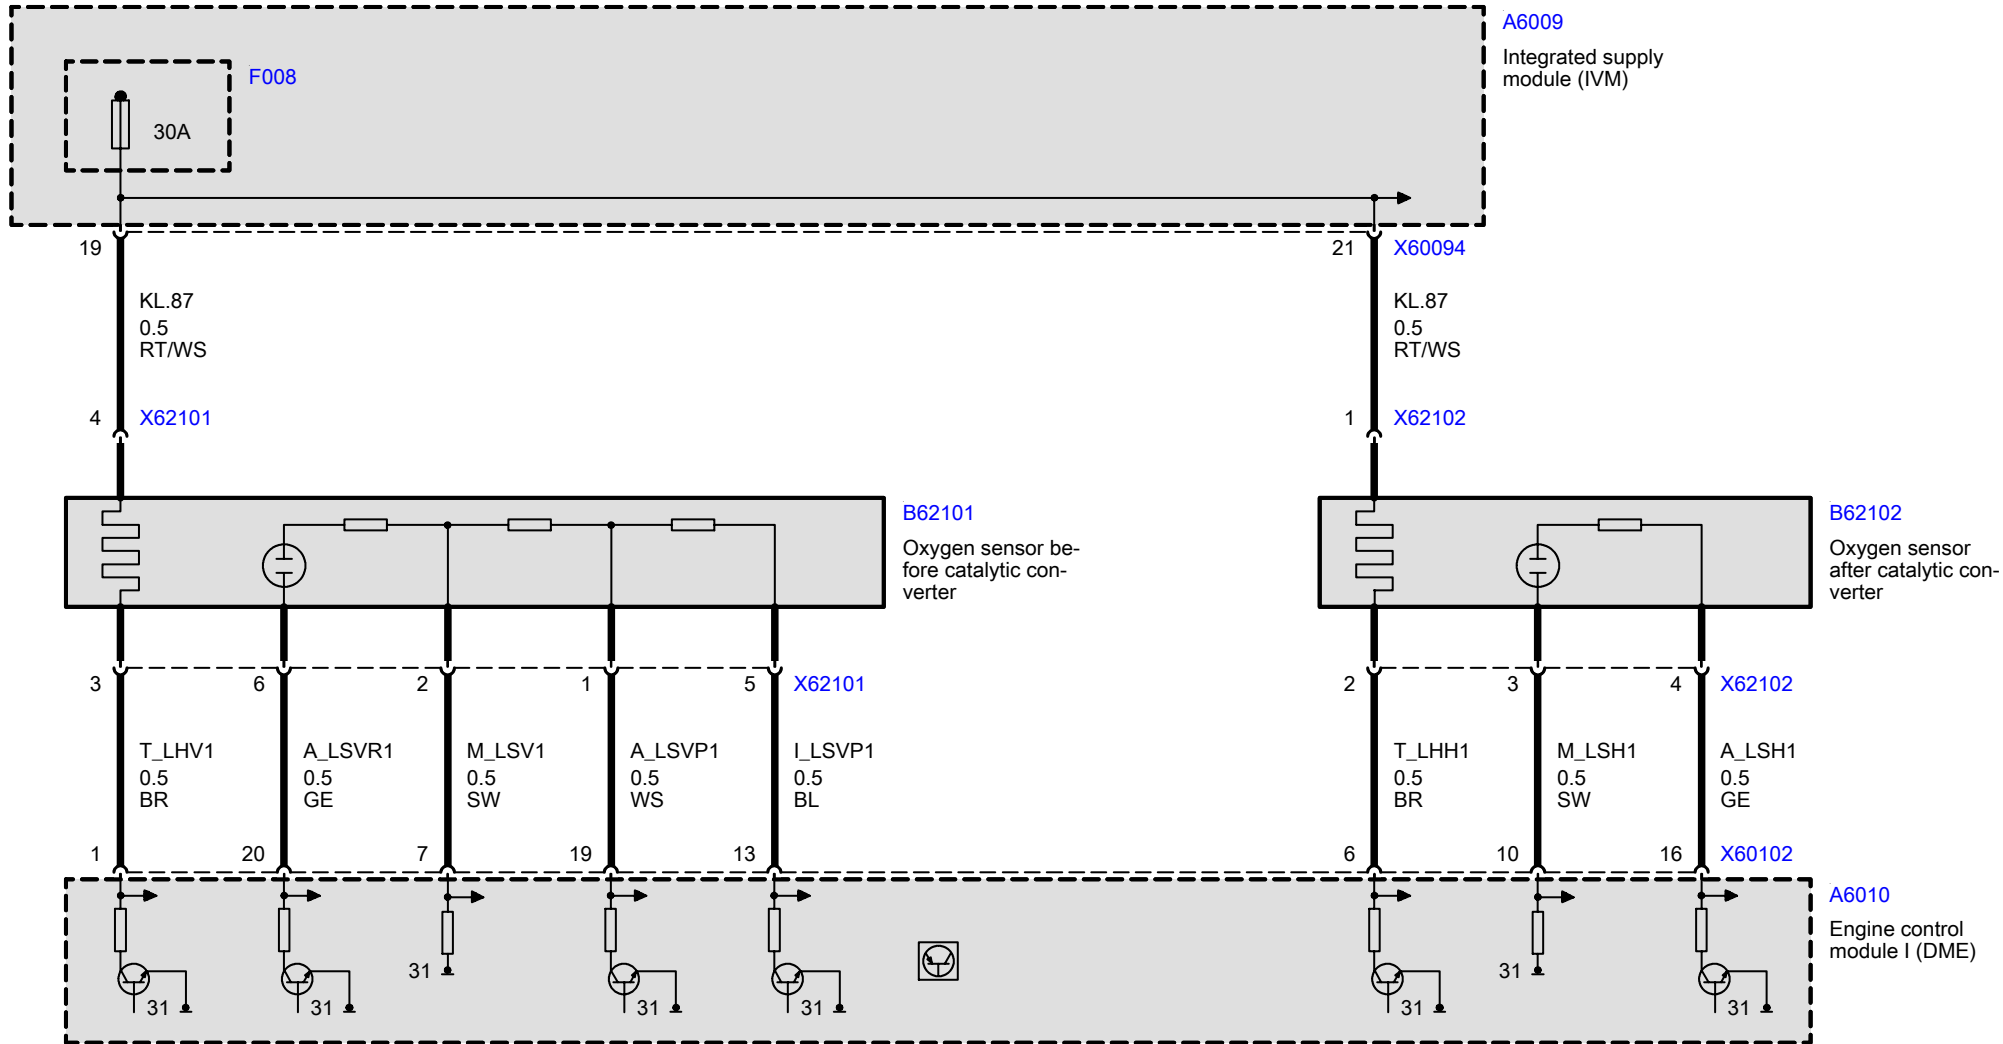 A6009
Integrated supply
module (IVM)
F008
30A
19
21
X60094
KL.87
0.5
RT/WS
KL.87
0.5
RT/WS
4
X62101
1
X62102
B62101
Oxygen sensor be-
fore catalytic con-
verter
B62102
Oxygen sensor
after catalytic con-
verter
3
6
2
1
5
X62101
2
3
4
X62102
T_LHV1
0.5
BR
A_LSVR1
0.5
GE
M_LSV1
0.5
SW
A_LSVP1
0.5
WS
I_LSVP1
0.5
BL
T_LHH1
0.5
BR
M_LSH1
0.5
SW
A_LSH1
0.5
GE
1
20
7
19
13
6
10
16
X60102
A6010
Engine control
module I (DME)
31
31
31
31
31
31
31
31